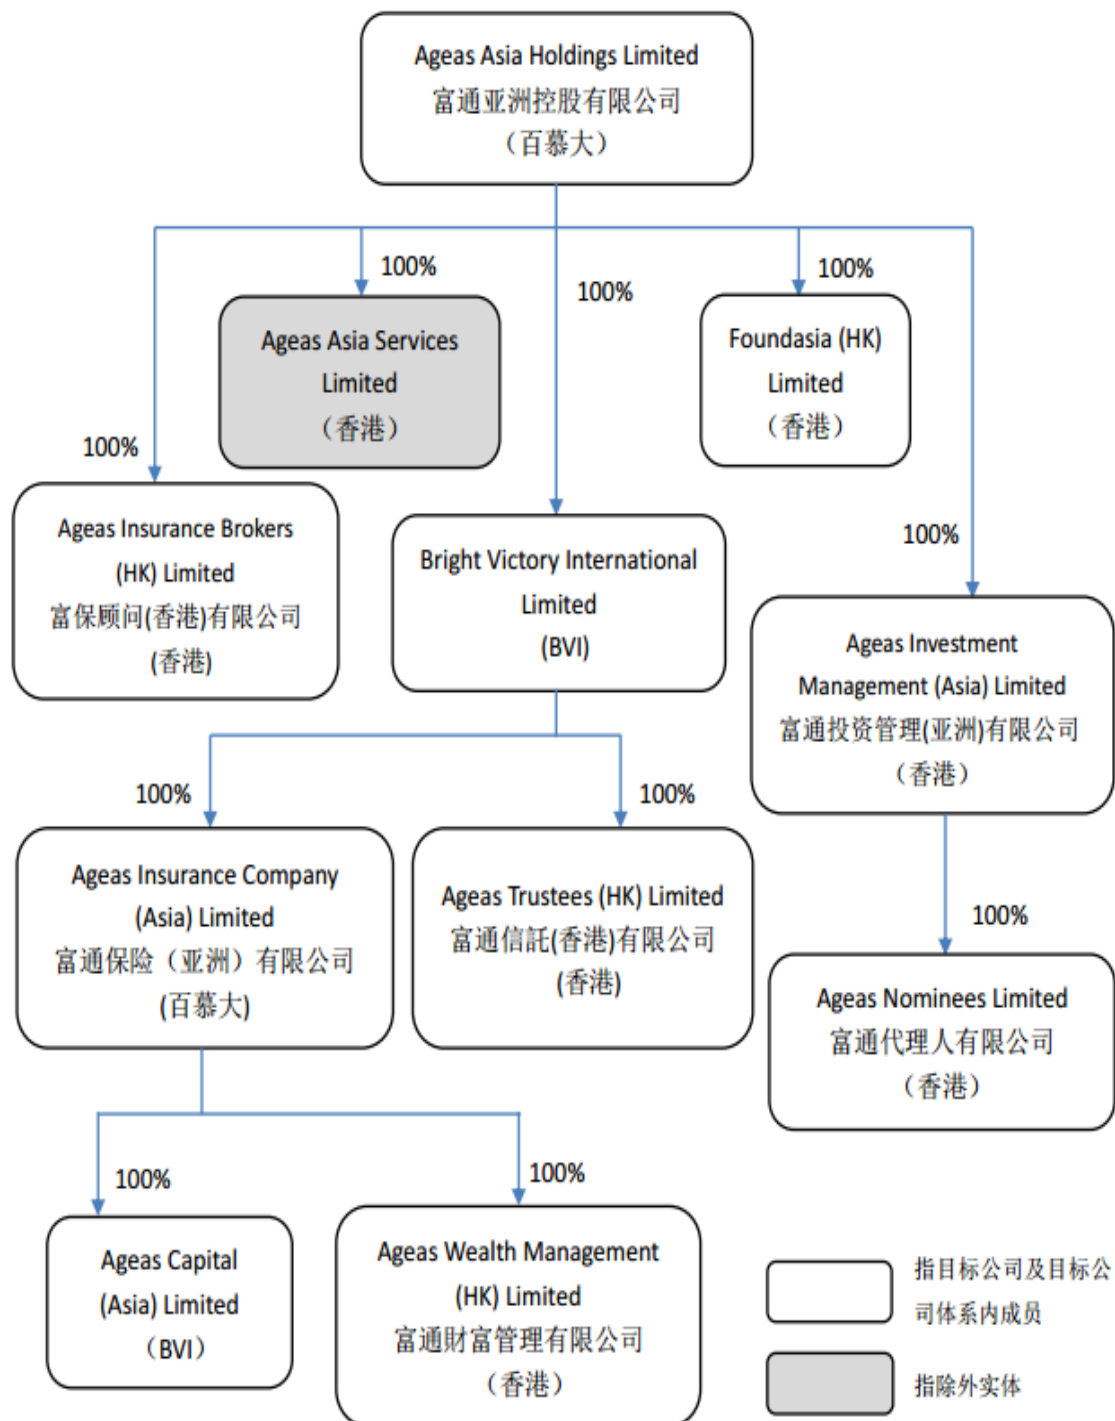 Ageas Asia Holdings Limited
富通亚洲控股有限公司
（百慕大）
100%
100%
100%
100%
100%
Ageas Asia Services
Limited
（香港）
Foundasia (HK)
Limited
（香港）
Ageas Insurance Brokers
(HK) Limited
富保顾问(香港)有限公司
(香港)
Bright Victory International
Limited
(BVI)
Ageas Investment
Management (Asia) Limited
富通投资管理(亚洲)有限公司
（香港）
100%
100%
100%
Ageas Insurance Company
(Asia) Limited
富通保险（亚洲）有限公司
(百慕大)
Ageas Trustees (HK) Limited
富通信託(香港)有限公司
(香港)
Ageas Nominees Limited
富通代理人有限公司
（香港）
100%
100%
Ageas Capital
(Asia) Limited
（BVI）
Ageas Wealth Management
(HK) Limited
富通財富管理有限公司
（香港）
指目标公司及目标公
司体系内成员
指除外实体